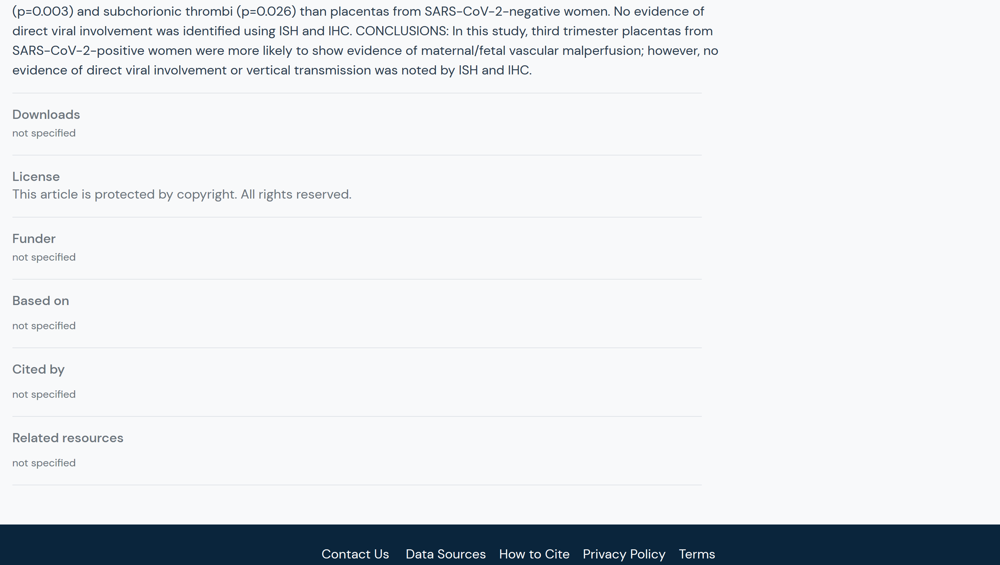 (p=0.003) and subchorionic thrombi (p=0.026) than placentas from SARS-CoV-2-negative women. No evidence of
direct viral involvement was identified using ISH and IHC. CONCLUSIONS: In this study, third trimester placentas from
SARS-CoV-2-positive women were more likely to show evidence of maternal/fetal vascular malperfusion; however, no
evidence of direct viral involvement or vertical transmission was noted by ISH and IHC.
Downloads
not specified
License
This article is protected by copyright. All rights reserved.
Funder
not specified
Based on
not specified
Cited by
not specified
Related resources
not specified
Contact Us Data Sources How to Cite Privacy Policy Terms